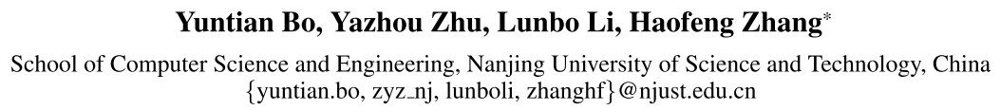 Yuntian Bo, Yazhou Zhu, Lunbo Li, Haofeng Zhang*
School of Computer Science and Engineering, Nanjing University of Science and Technology, China
{yuntian.bo, zyz_nj, lunboli, zhanghf}@njust.edu.cn